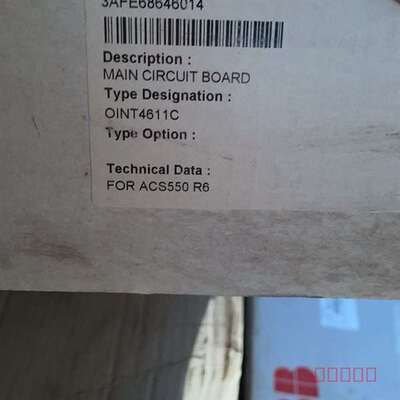 3AFE68646014
Description :
MAIN CIRCUIT BOARD
Type Designation :
OINT4611C
Type Option :
Technical Data :
FOR ACS550 R6